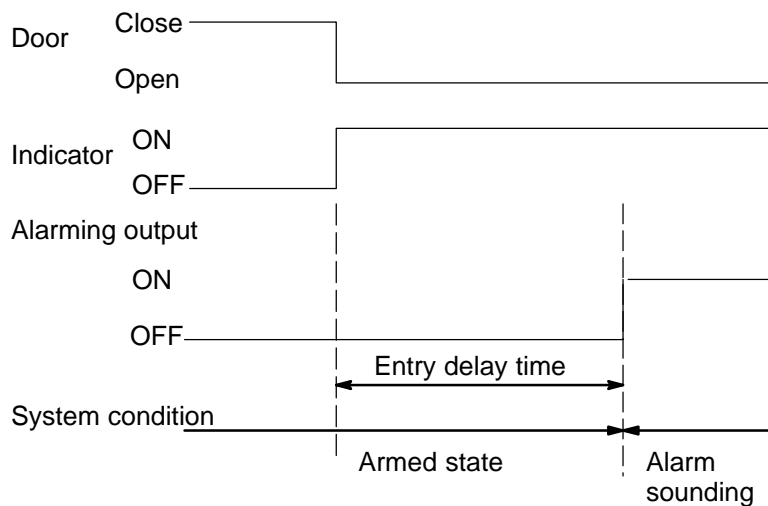 Door
Close
Open
Indicator
ON
OFF
Alarming output
ON
OFF
Entry delay time
System condition
Armed state
Alarm
sounding